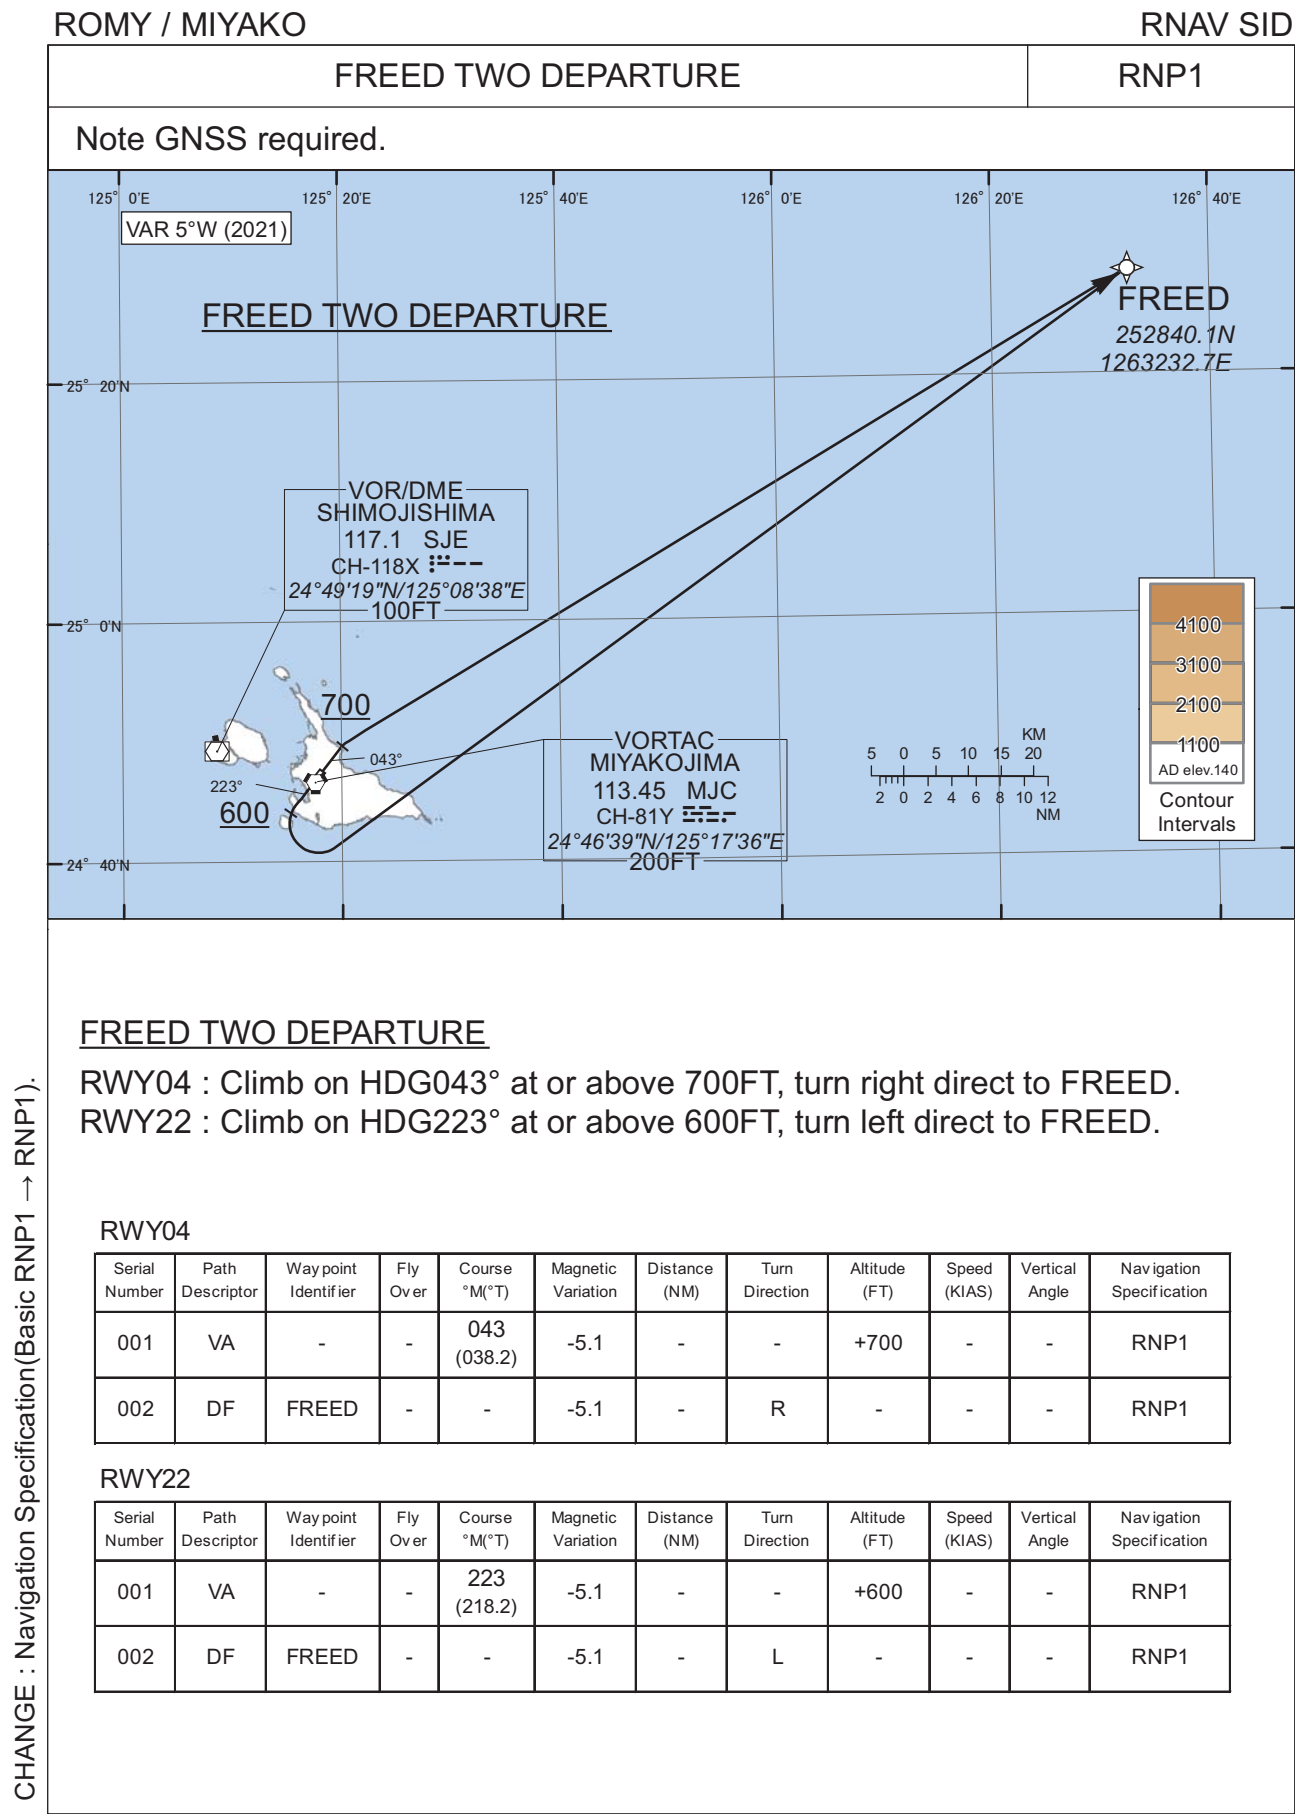 ROMY / MIYAKO
RNAV SID
FREED TWO DEPARTURE
RNP1
Note GNSS required.
125° 0'E
125° 20'E
125° 40'E
126° 0'E
126° 20'E
126° 40'E
VAR 5°W (2021)
FREED TWO DEPARTURE
FREED
252840.1N
1263232.7E
25° 20'N
VOR/DME
SHIMOJISHIMA
117.1 SJE
CH-118X
24°49'19"N/125°08'38"E
100FT
25° 0'N
4100
3100
2100
1100
AD elev.140
Contour
Intervals
700
043°
223°
600
VORTAC
MIYAKOJIMA
113.45 MJC
CH-81Y
24°46'39"N/125°17'36"E
200FT
KM
5 0 5 10 15 20
2 0 2 4 6 8 10 12
NM
24° 40'N
FREED TWO DEPARTURE
RWY04 : Climb on HDG043° at or above 700FT, turn right direct to FREED.
RWY22 : Climb on HDG223° at or above 600FT, turn left direct to FREED.
RWY04
Serial Number Path Descriptor Waypoint Identifier Fly Over Course °M(°T) Magnetic Variation Distance (NM) Turn Direction Altitude (FT) Speed (KIAS) Vertical Angle Navigation Specification
001 VA - - 043 (038.2) -5.1 - - +700 - - RNP1
002 DF FREED - - -5.1 - R - - - RNP1
RWY22
Serial Number Path Descriptor Waypoint Identifier Fly Over Course °M(°T) Magnetic Variation Distance (NM) Turn Direction Altitude (FT) Speed (KIAS) Vertical Angle Navigation Specification
001 VA - - 223 (218.2) -5.1 - - +600 - - RNP1
002 DF FREED - - -5.1 - L - - - RNP1
CHANGE : Navigation Specification(Basic RNP1 → RNP1).